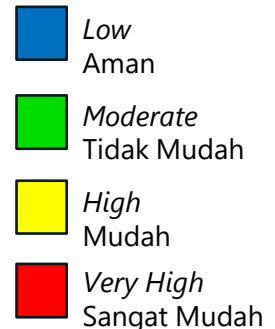 Low
Aman
Moderate
Tidak Mudah
High
Mudah
Very High
Sangat Mudah